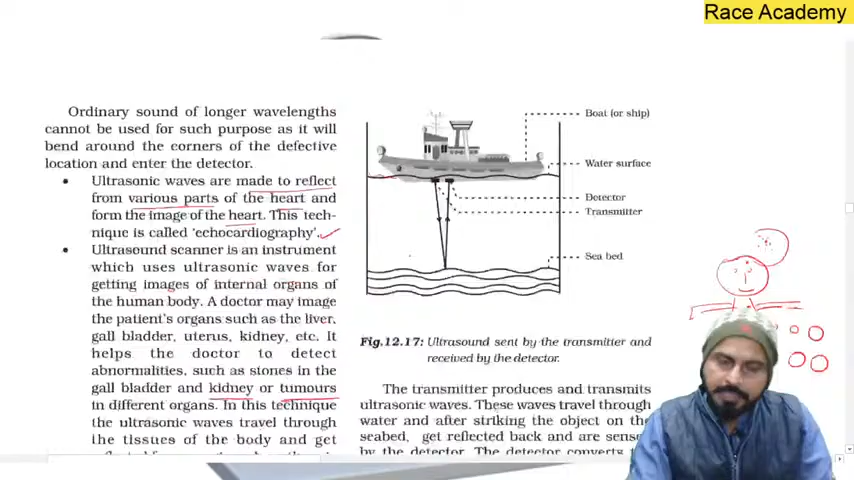 Race Academy
Ordinary sound of longer wavelengths
cannot be used for such purpose as it will
bend around the corners of the defective
location and enter the detector.
• Ultrasonic waves are made to reflect
from various parts of the heart and
form the image of the heart. This tech-
nique is called 'echocardiography'.
• Ultrasound scanner is an instrument
which uses ultrasonic waves for
getting images of internal organs of
the human body. A doctor may image
the patient's organs such as the liver,
gall bladder, uterus, kidney, etc. It
helps the doctor to detect
abnormalities, such as stones in the
gall bladder and kidney or tumours
in different organs. In this technique
the ultrasonic waves travel through
the tissues of the body and get
Boat (or ship)
Water surface
Detector
Transmitter
Sea bed
Fig.12.17: Ultrasound sent by the transmitter and
received by the detector.
The transmitter produces and transmits
ultrasonic waves. These waves travel through
water and after striking the object on the
seabed, get reflected back and are
by the detector. The detector converts